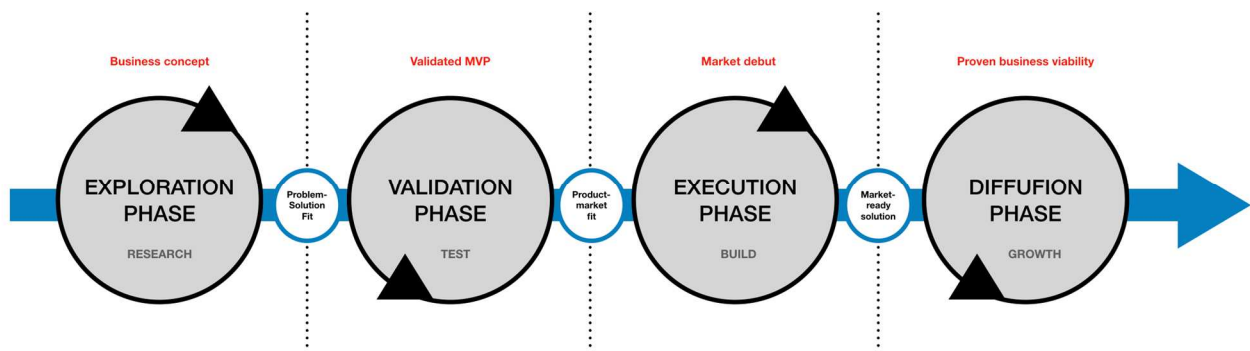 Business concept
Validated MVP
Market debut
Proven business viability
EXPLORATION
PHASE
RESEARCH
Problem-
Solution
Fit
VALIDATION
PHASE
TEST
Product-
market
fit
EXECUTION
PHASE
BUILD
Market-
ready
solution
DIFFUFION
PHASE
GROWTH